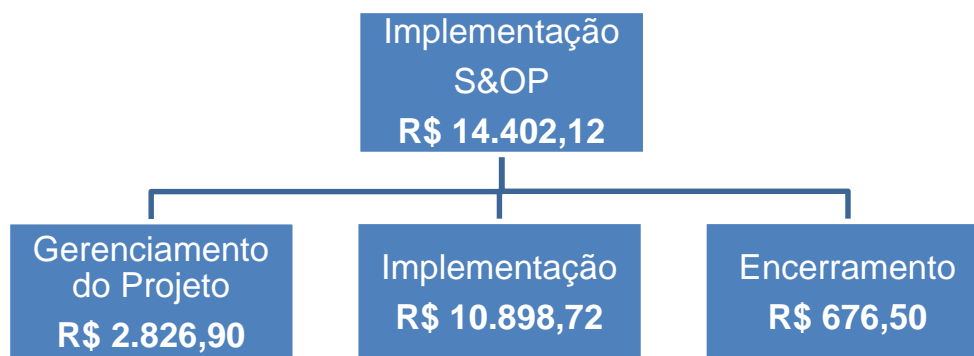 Implementação
S&OP
R$ 14.402,12
Gerenciamento
do Projeto
R$ 2.826,90
Implementação
R$ 10.898,72
Encerramento
R$ 676,50